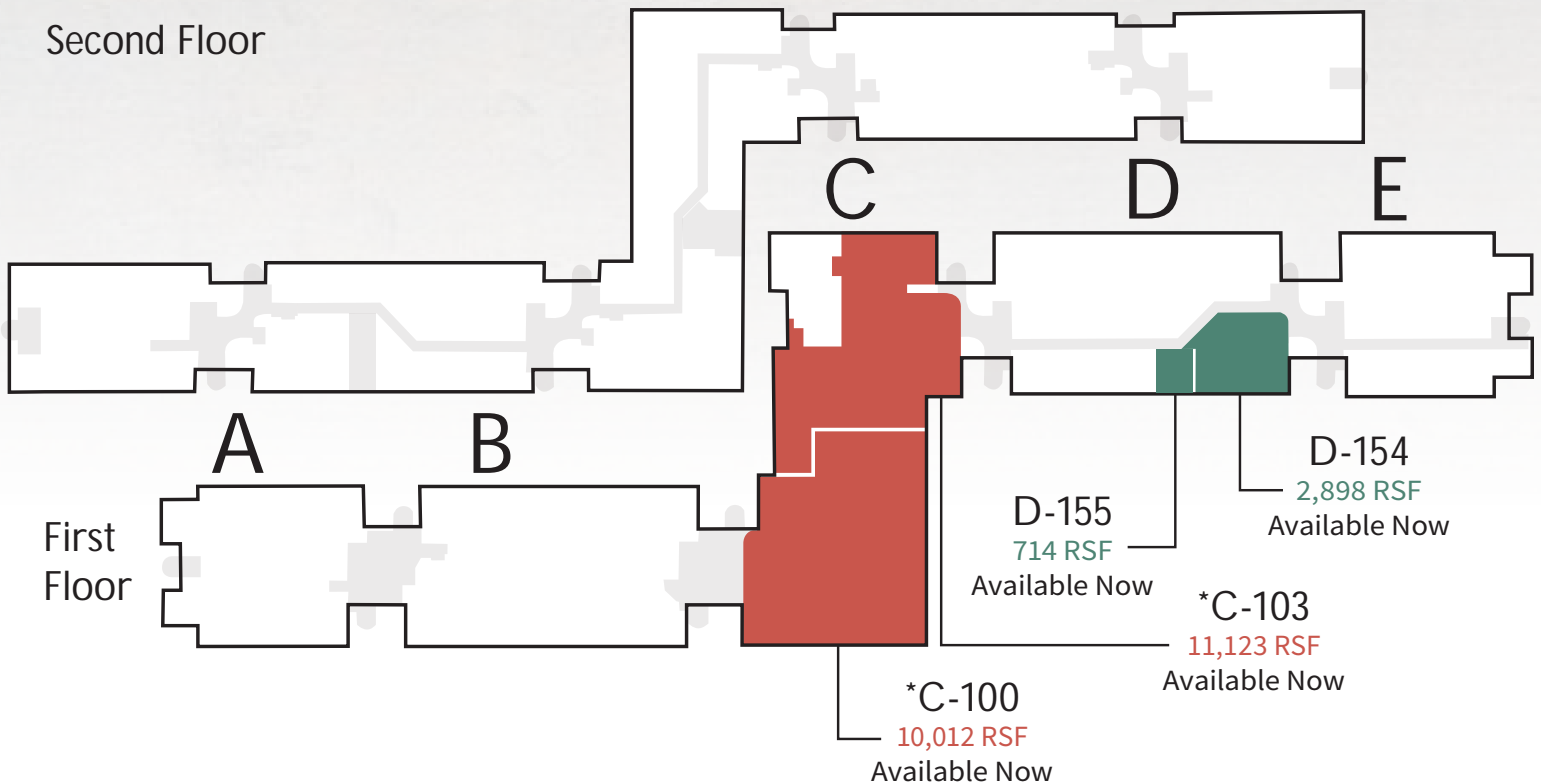 Second Floor
C
D
E
A
B
First
Floor
D-154
2,898 RSF
Available Now
D-155
714 RSF
Available Now
*C-103
11,123 RSF
Available Now
*C-100
10,012 RSF
Available Now